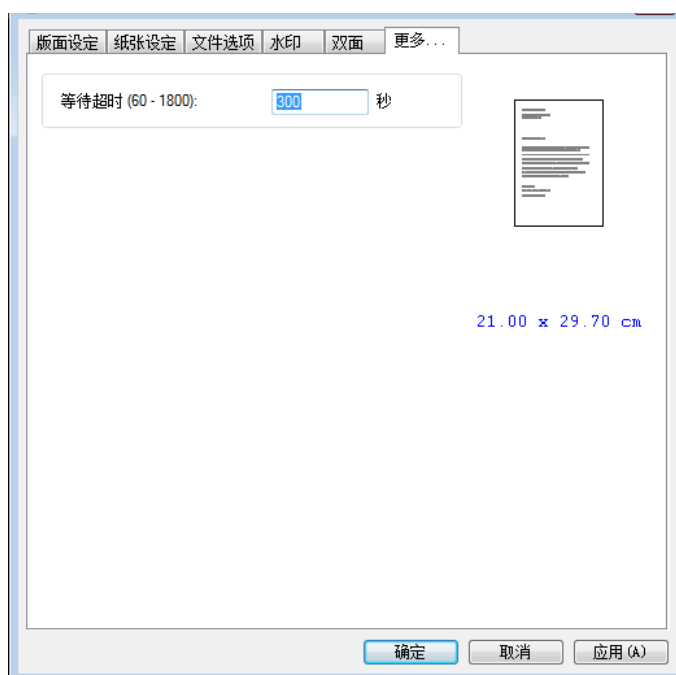 版面设定 纸张设定 文件选项 水印 双面 更多...
等待超时 (60 - 1800): 300 秒
21.00 x 29.70 cm
确定 取消 应用(A)